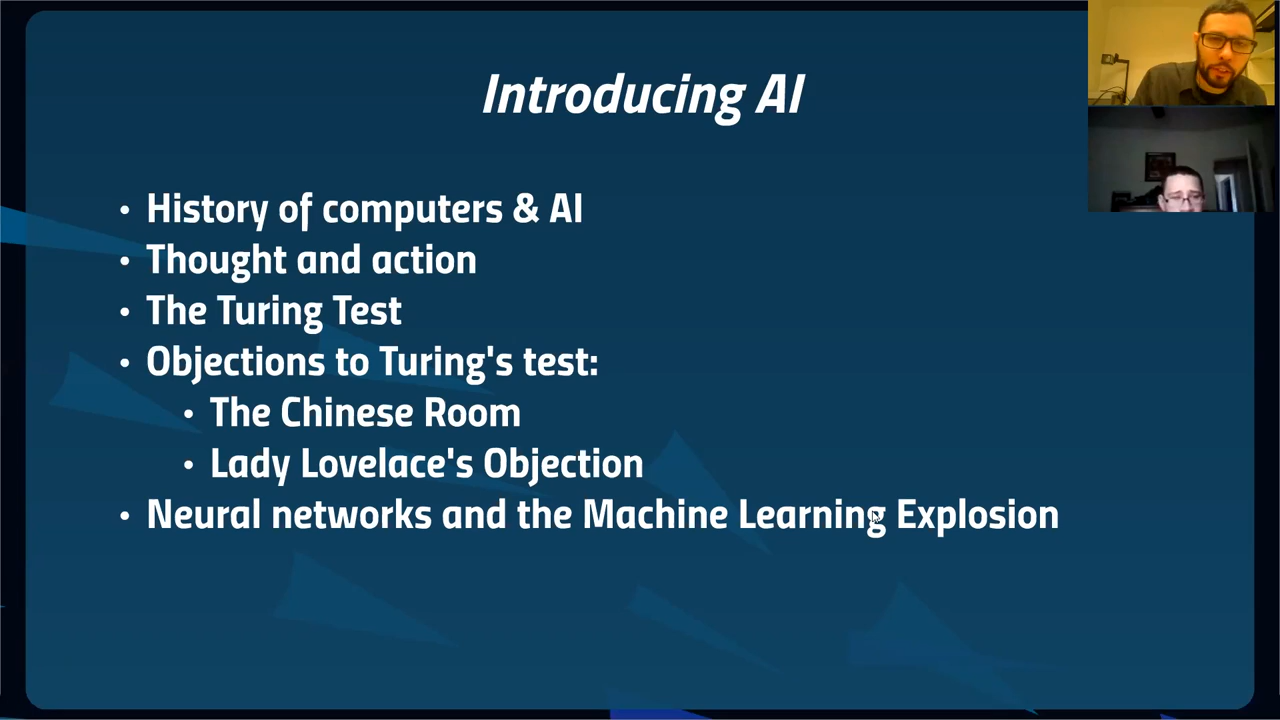 Introducing AI
• History of computers & AI
• Thought and action
• The Turing Test
• Objections to Turing's test:
• The Chinese Room
• Lady Lovelace's Objection
• Neural networks and the Machine Learning Explosion